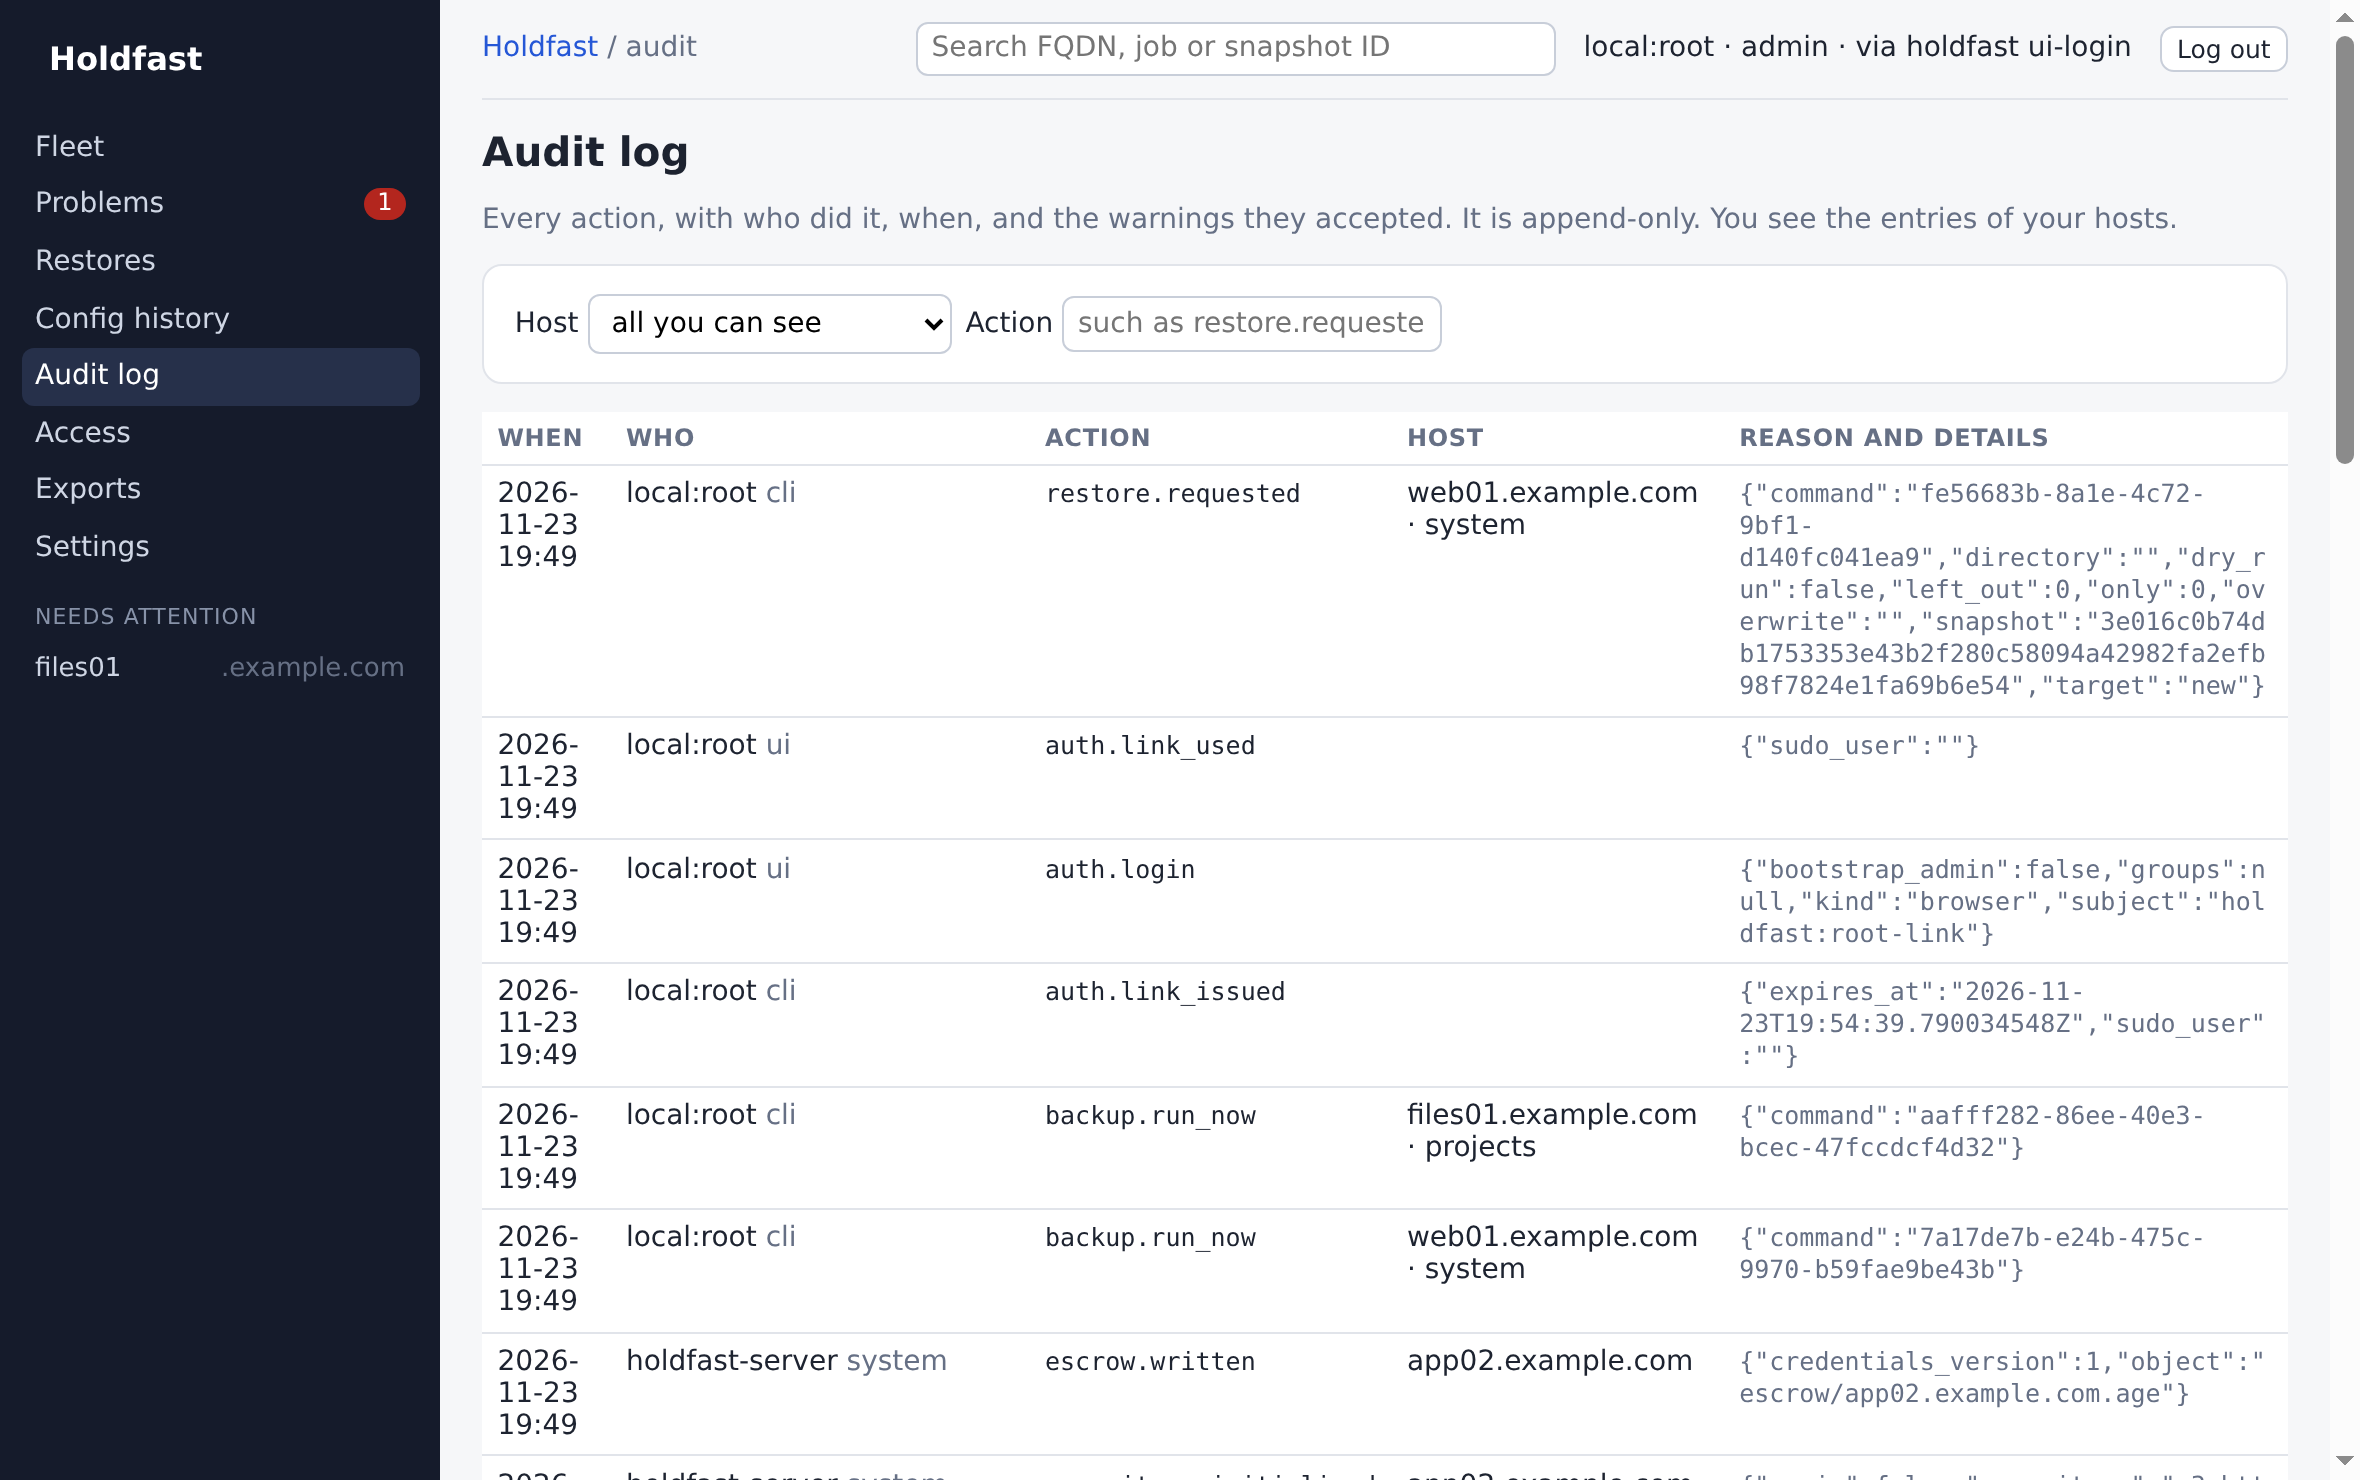 Holdfast
Fleet
Problems 1
Restores
Config history
Audit log
Access
Exports
Settings
NEEDS ATTENTION
files01 .example.com
Holdfast / audit
Search FQDN, job or snapshot ID
local:root · admin · via holdfast ui-login
Log out
Audit log
Every action, with who did it, when, and the warnings they accepted. It is append-only. You see the entries of your hosts.
Host all you can see Action such as restore.requeste
WHEN WHO ACTION HOST REASON AND DETAILS
2026-
11-23
19:49
local:root cli
restore.requested
web01.example.com
· system
{"command":"fe56683b-8a1e-4c72-
9bf1-
d140fc041ea9","directory":"","dry_r
un":false,"left_out":0,"only":0,"ov
erwrite":"","snapshot":"3e016c0b74d
b1753353e43b2f280c58094a42982fa2efb
98f7824e1fa69b6e54","target":"new"}
2026-
11-23
19:49
local:root ui
auth.link_used
{"sudo_user":""}
2026-
11-23
19:49
local:root ui
auth.login
{"bootstrap_admin":false,"groups":n
ull,"kind":"browser","subject":"hol
dfast:root-link"}
2026-
11-23
19:49
local:root cli
auth.link_issued
{"expires_at":"2026-11-
23T19:54:39.790034548Z","sudo_user"
:""}
2026-
11-23
19:49
local:root cli
backup.run_now
files01.example.com
· projects
{"command":"aafff282-86ee-40e3-
bcec-47fccdcf4d32"}
2026-
11-23
19:49
local:root cli
backup.run_now
web01.example.com
· system
{"command":"7a17de7b-e24b-475c-
9970-b59fae9be43b"}
2026-
11-23
19:49
holdfast-server system
escrow.written
app02.example.com
{"credentials_version":1,"object":"
escrow/app02.example.com.age"}